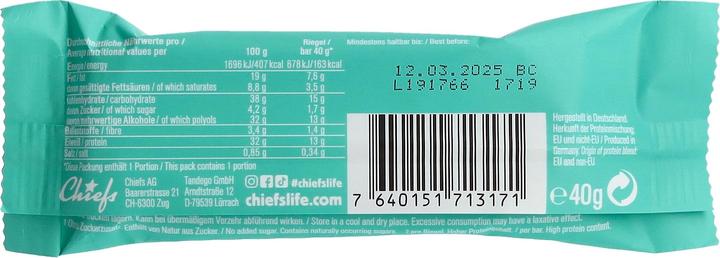 Durchschnittliche Nährwerte pro /
Average nutritional values per 100 g Riegel / bar 40 g*
Energie / energy 1696 kJ/407 kcal 678 kJ/163 kcal
Fett / fat 19 g 7,6 g
davon gesättigte Fettsäuren / of which saturates 8,8 g 3,5 g
Kohlenhydrate / carbohydrate 38 g 15 g
davon Zucker / of which sugar 4,2 g 1,7 g
davon mehrwertige Alkohole / of which polyols 32 g 13 g
Ballaststoffe / fibre 3,4 g 1,4 g
Eiweiß / protein 32 g 13 g
Salz / salt 0,85 g 0,34 g
*Diese Packung enthält 1 Portion / This pack contains 1 portion
Chiefs
Chiefs AG
Baarerstrasse 21
CH-6300 Zug
Tandego GmbH
Arndtstraße 12
D-79539 Lörrach
#chiefslife
chiefslife.com
Mindestens haltbar bis: / Best before:
12.03.2025 BC
L191766 1719
7 640151 713171
Hergestellt in Deutschland.
Herkunft der Proteinmischung:
EU und nicht-EU / Produced in
Germany. Origin of protein blend:
EU and non-EU
e 40g
trocken lagern. Kann bei übermäßigem Verzehr abführend wirken. / Store in a cool and dry place. Excessive consumption may have a laxative effect.
Ohne Zuckerzusatz. Enthält von Natur aus Zucker. / No added sugar. Contains naturally occurring sugars. pro Riegel. Hoher Proteingehalt. / per bar. High protein content.